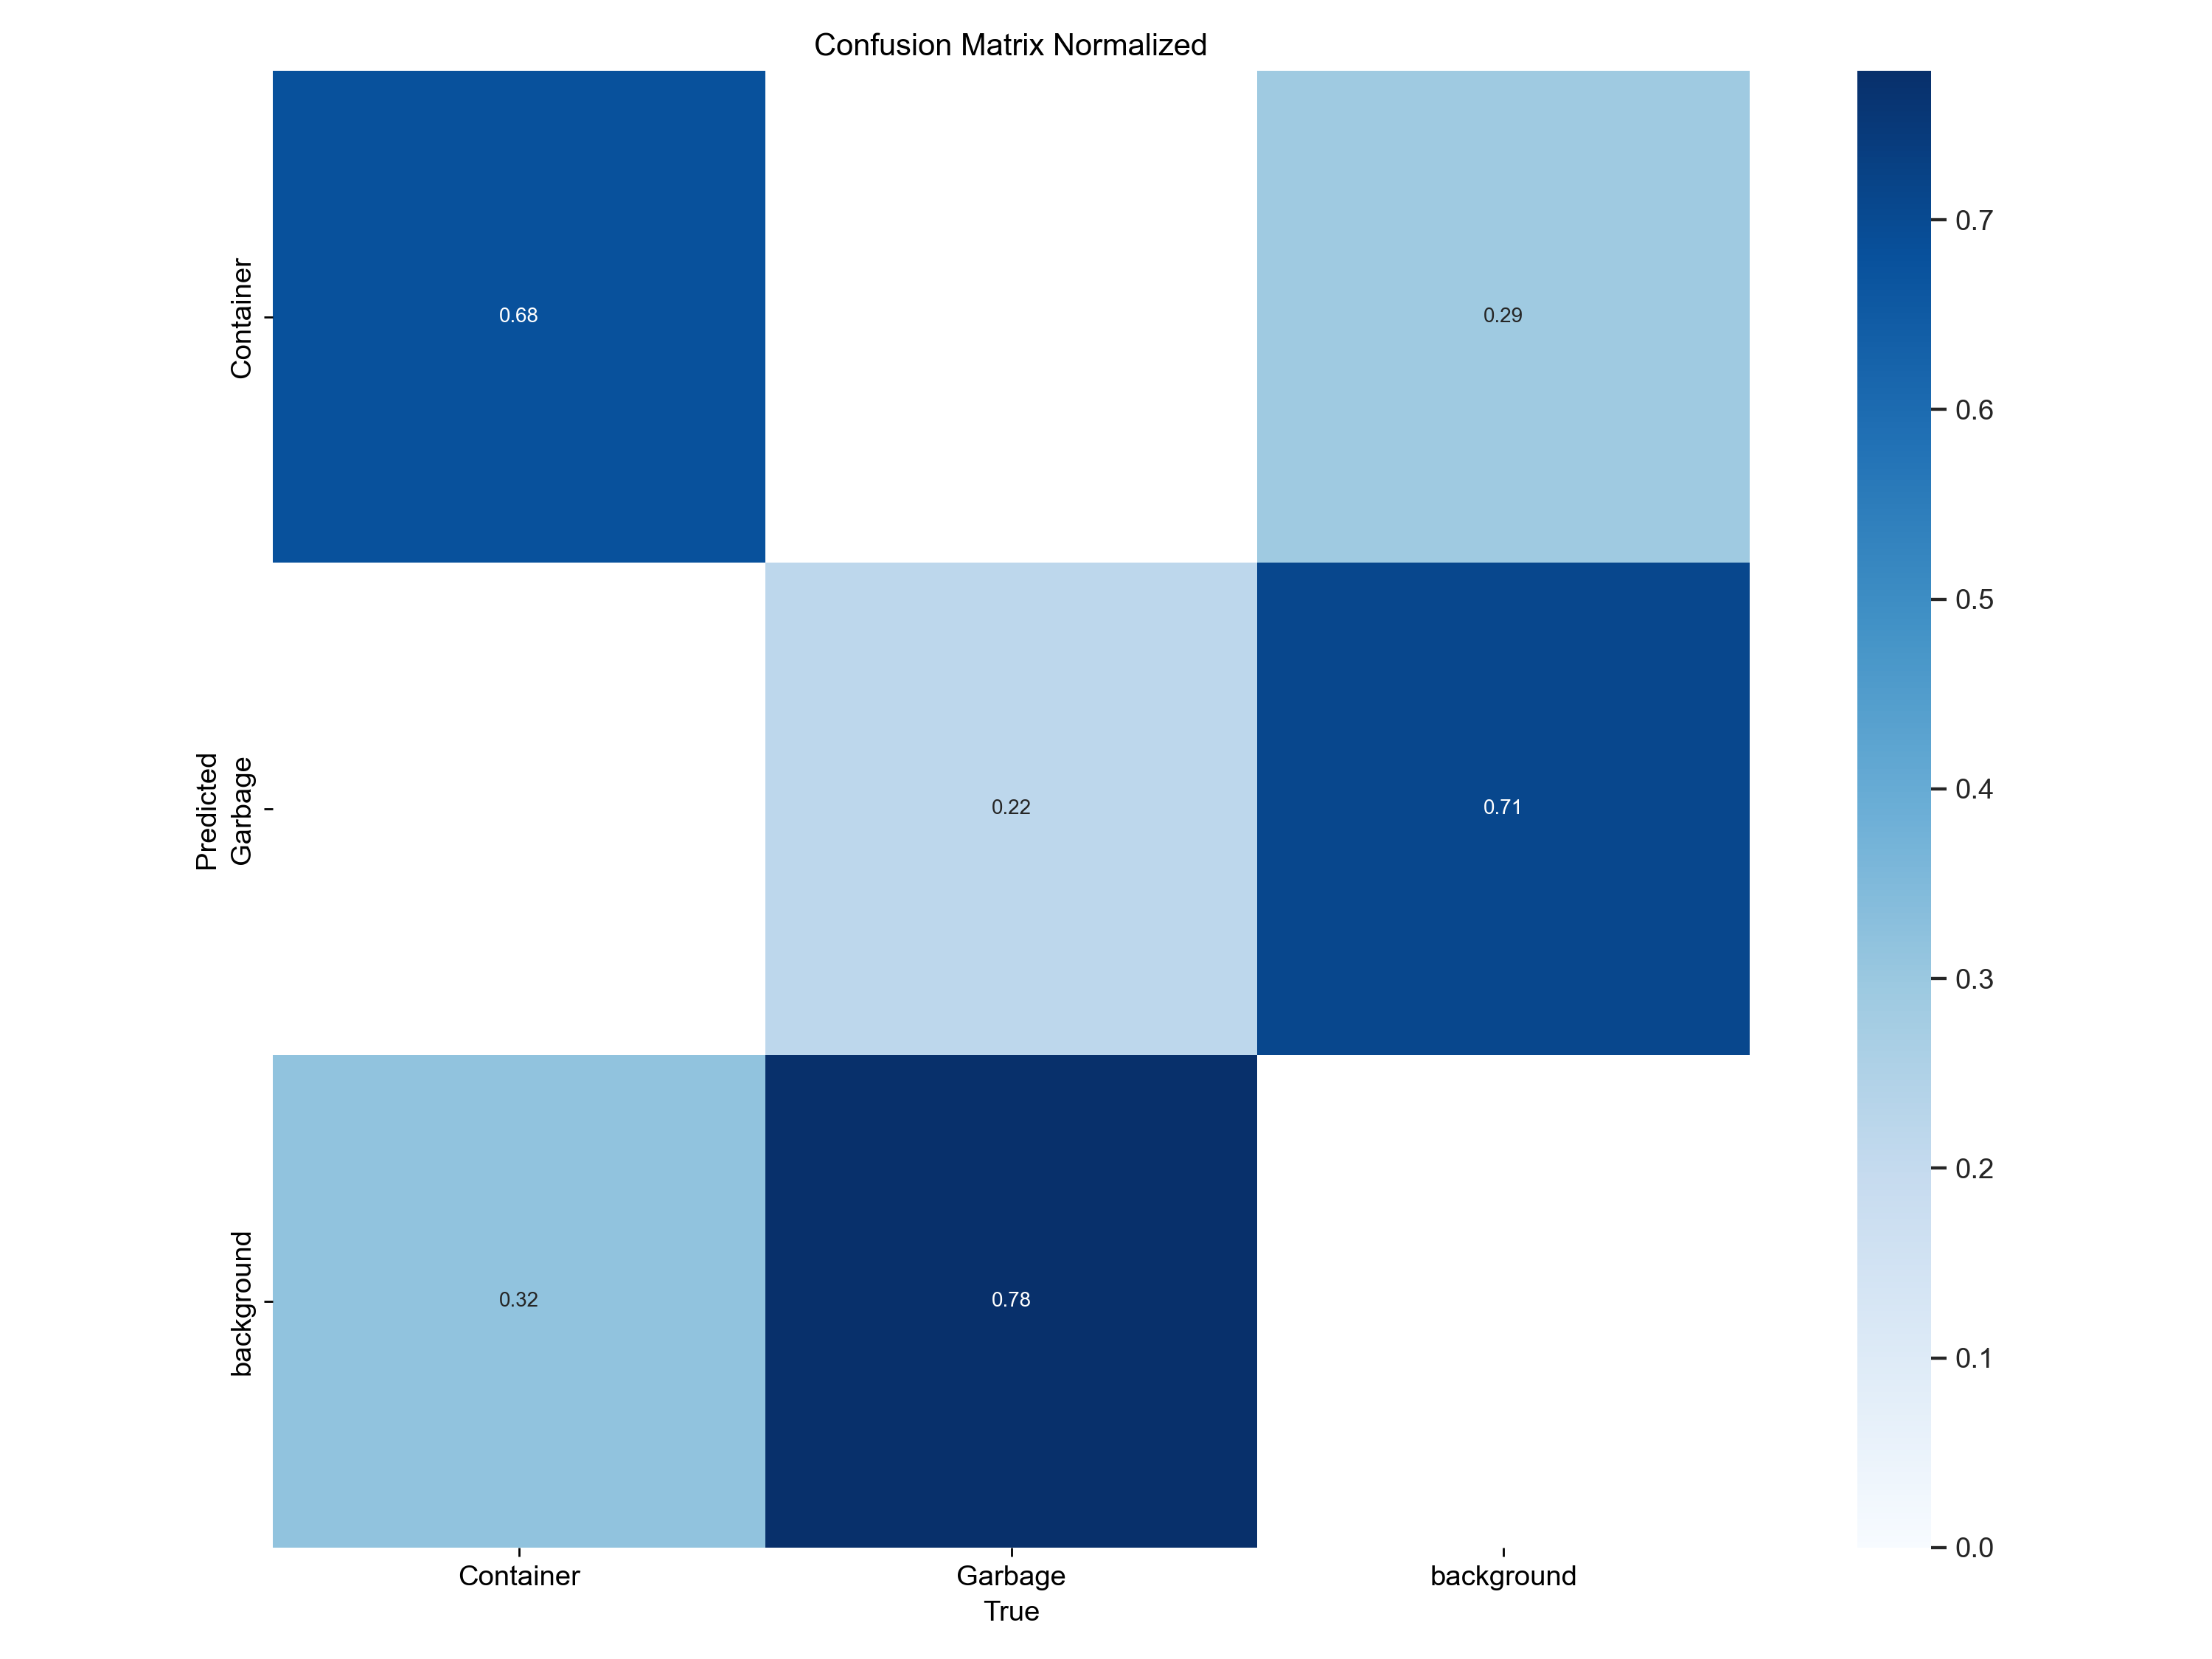 Confusion Matrix Normalized
Container
0.68
0.29
0.7
0.6
0.5
Predicted
Garbage
0.22
0.71
0.4
0.3
background
0.32
0.78
0.2
0.1
0.0
Container
Garbage
background
True